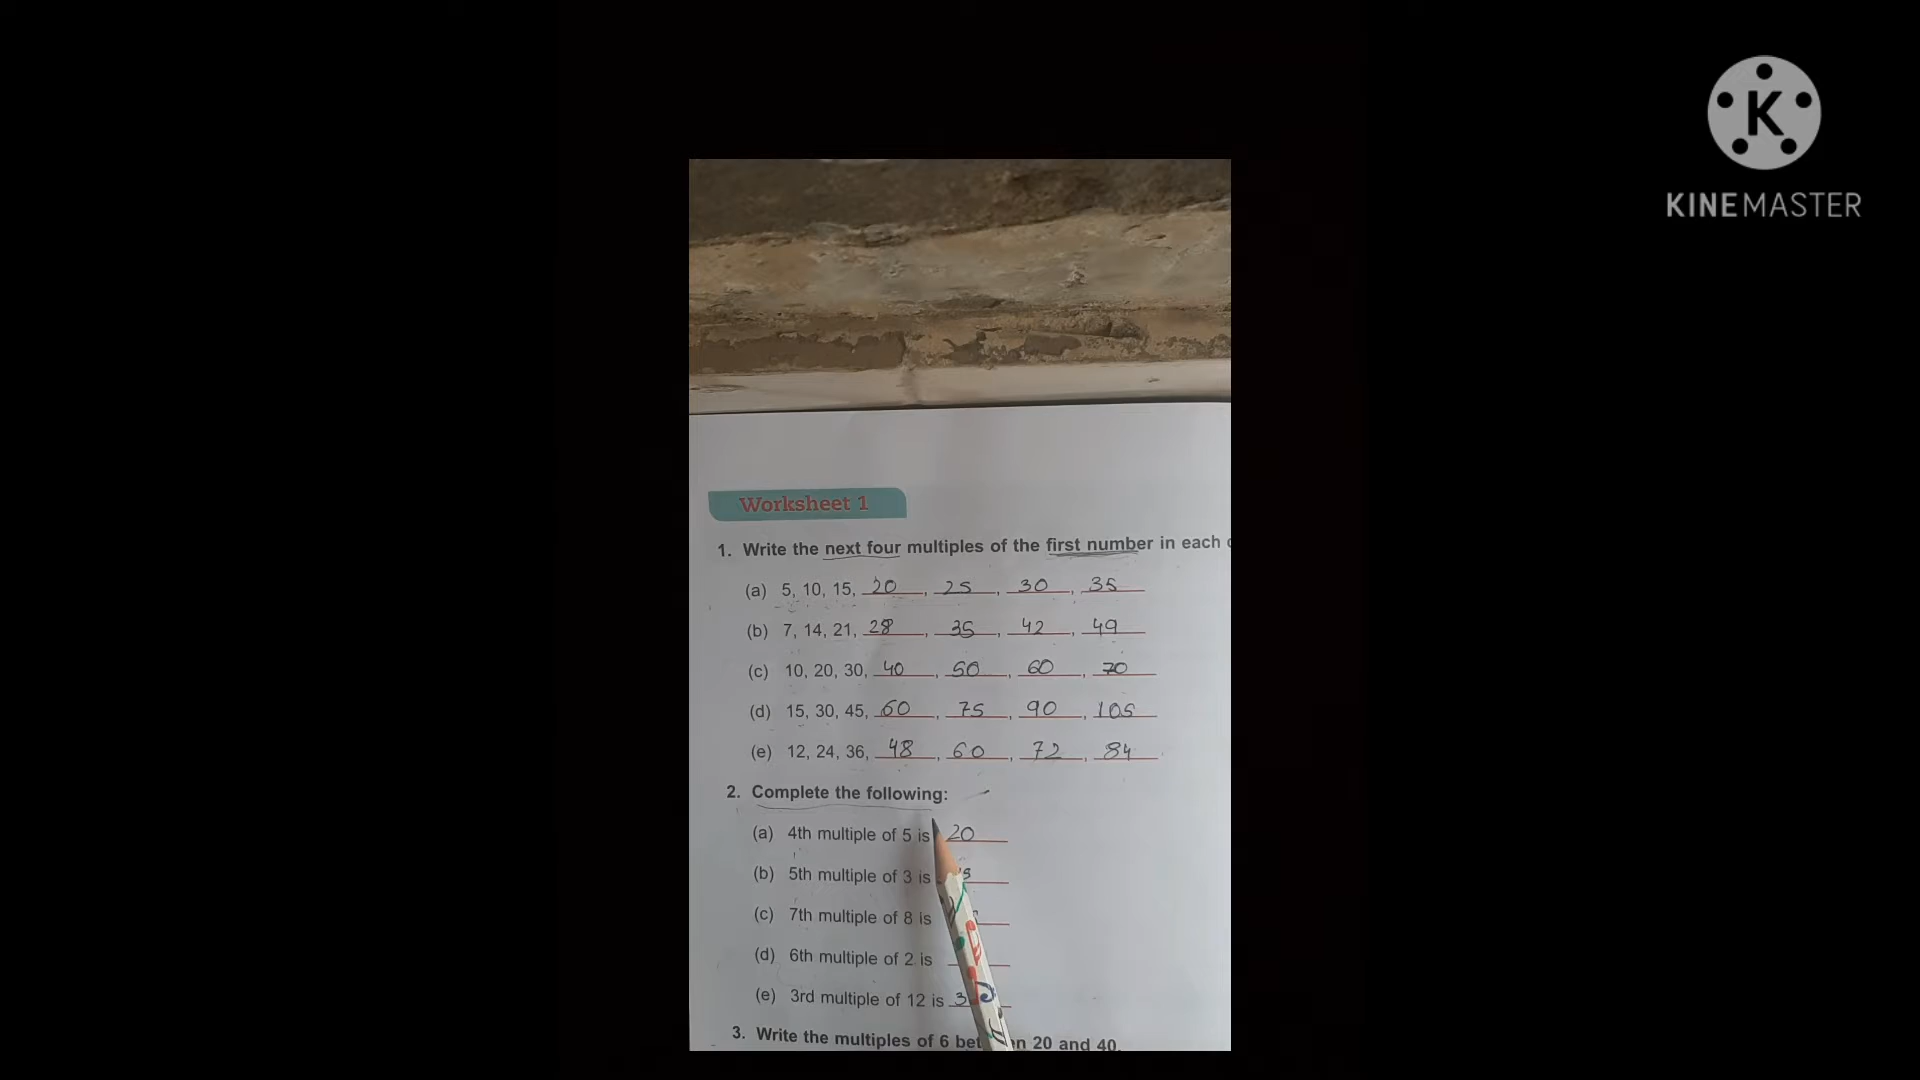 K
KINEMASTER
Worksheet 1
1. Write the next four multiples of the first number in each
(a) 5, 10, 15, 20, 25, 30, 35
(b) 7, 14, 21, 28, 35, 42, 49
(c) 10, 20, 30, 40, 50, 60, 70
(d) 15, 30, 45, 60, 75, 90, 105
(e) 12, 24, 36, 48, 60, 72, 84
2. Complete the following:
(a) 4th multiple of 5 is 20
(b) 5th multiple of 3 is
(c) 7th multiple of 8 is
(d) 6th multiple of 2 is
(e) 3rd multiple of 12 is 3
3. Write the multiples of 6 20 and 40.